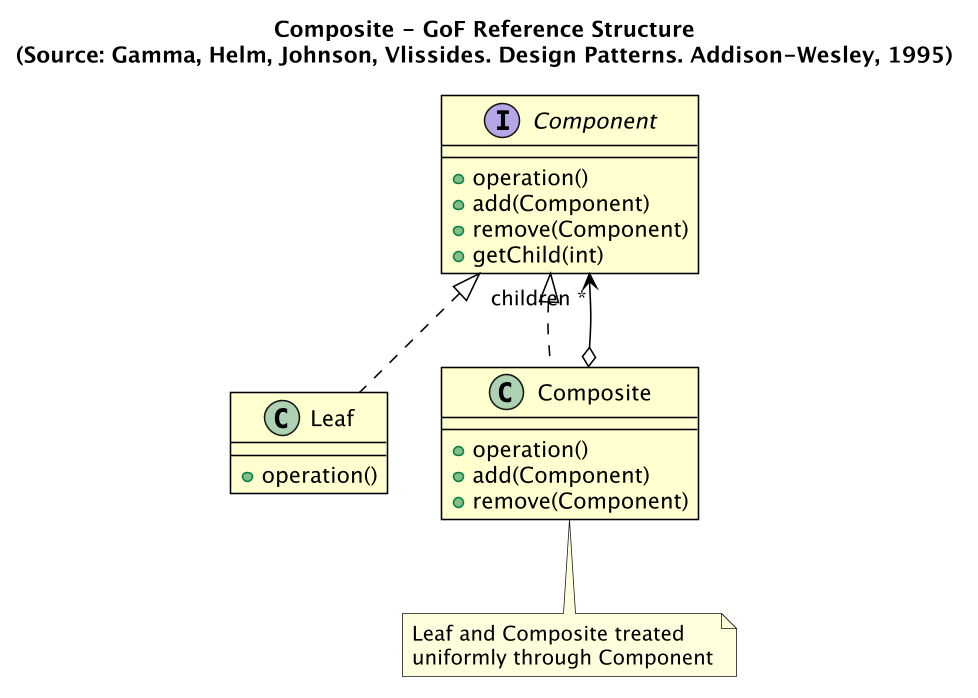 Composite – GoF Reference Structure
(Source: Gamma, Helm, Johnson, Vlissides. Design Patterns. Addison–Wesley, 1995)
I Component
operation()
add(Component)
remove(Component)
getChild(int)
children *
C Leaf
operation()
C Composite
operation()
add(Component)
remove(Component)
Leaf and Composite treated
uniformly through Component